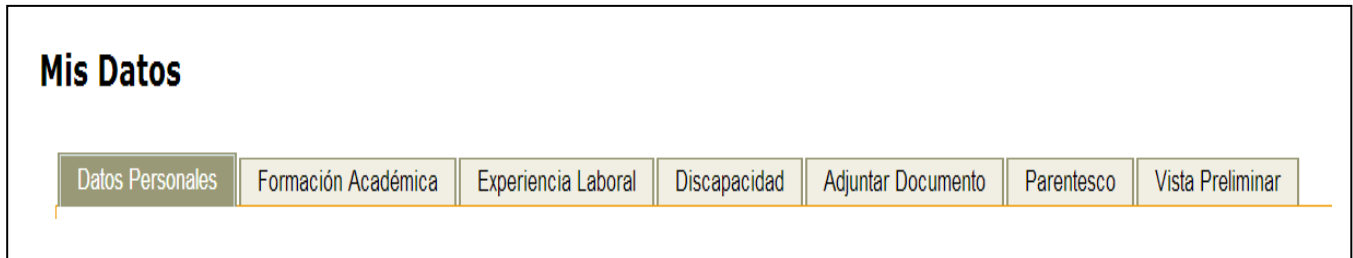 Mis Datos
Datos Personales Formación Académica Experiencia Laboral Discapacidad Adjuntar Documento Parentesco Vista Preliminar